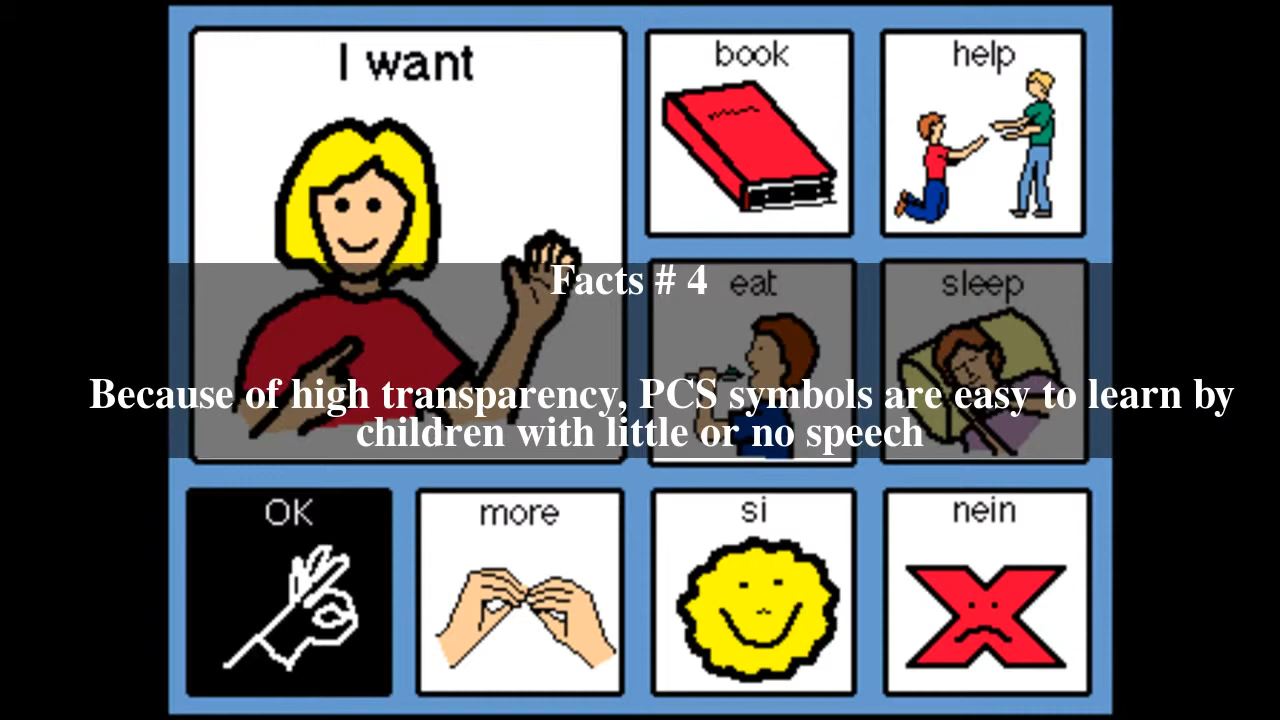 I want
book
help
Facts # 4
eat
sleep
Because of high transparency, PCS symbols are easy to learn by
children with little or no speech
OK
more
si
nein